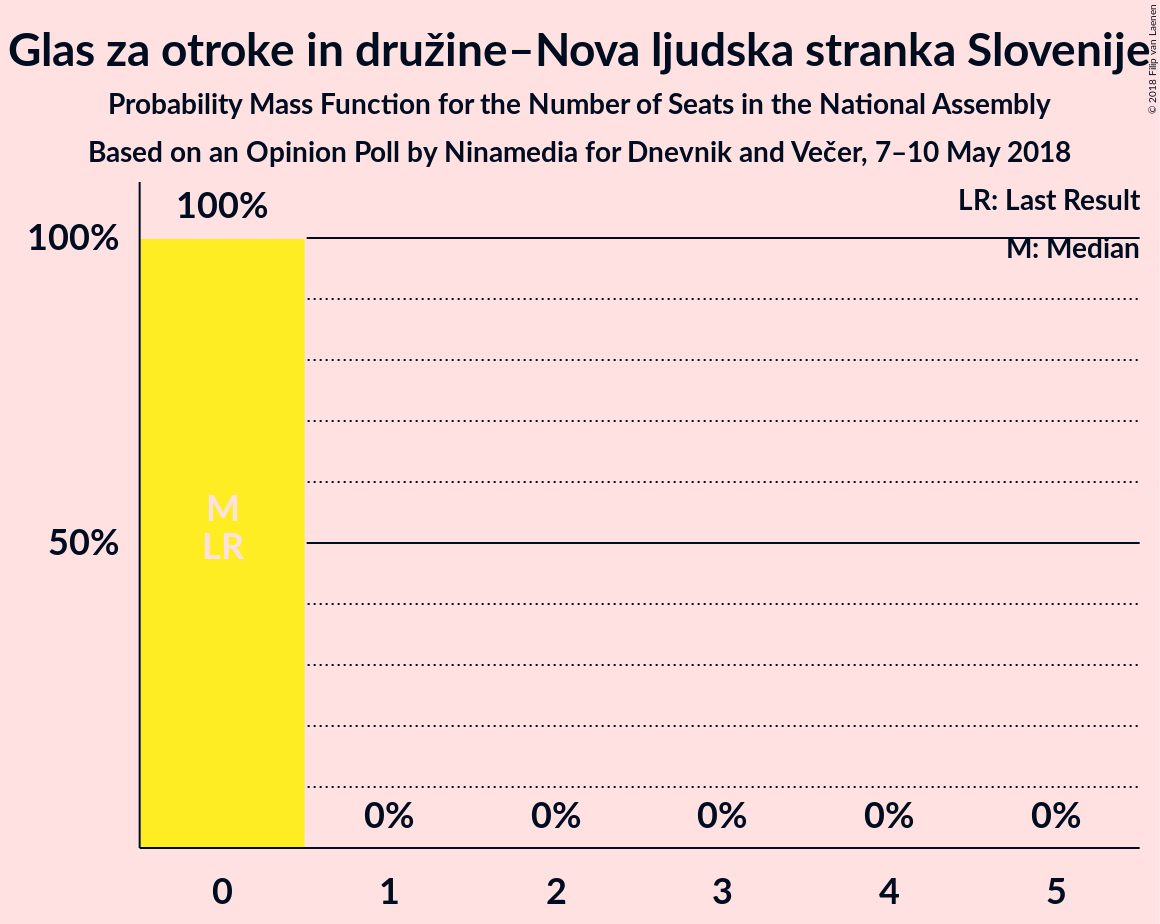 Glas za otroke in družine–Nova ljudska stranka Slovenije
Probability Mass Function for the Number of Seats in the National Assembly
Based on an Opinion Poll by Ninamedia for Dnevnik and Večer, 7–10 May 2018
© 2018 Filip van Laenen
LR: Last Result
M: Median
100%
100%
50%
M
LR
0% 0% 0% 0% 0%
0 1 2 3 4 5